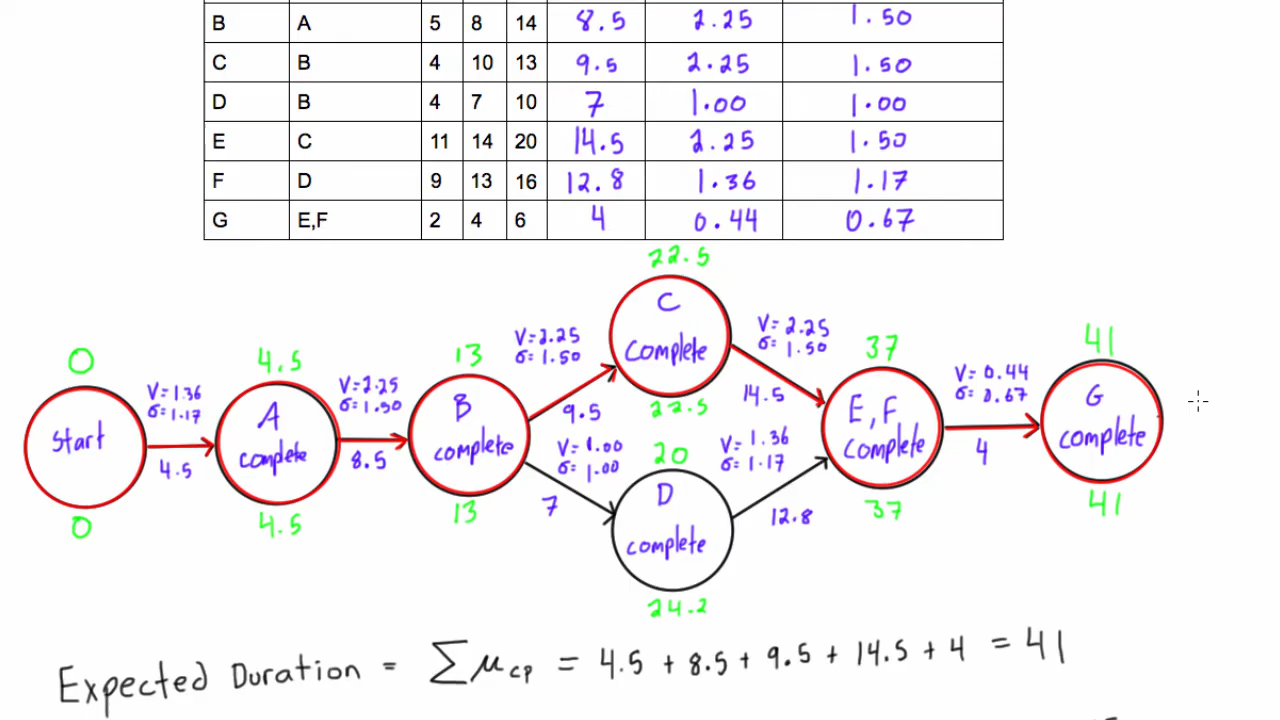 B A 5 8 14 8.5 2.25 1.50
C B 4 10 13 9.5 2.25 1.50
D B 4 7 10 7 1.00 1.00
E C 11 14 20 14.5 2.25 1.50
F D 9 13 16 12.8 1.36 1.17
G E,F 2 4 6 4 0.44 0.67
22.5
C
complete
22.5
0
Start
0
V=1.36
σ=1.17
4.5
4.5
A
complete
4.5
V=2.25
σ=1.50
8.5
13
B
complete
13
V=2.25
σ=1.50
9.5
V=1.00
σ=1.00
7
20
D
complete
24.2
V=2.25
σ=1.50
14.5
V=1.36
σ=1.17
12.8
37
E,F
complete
37
V=0.44
σ=0.67
4
41
G
complete
41
Expected Duration = ∑μcp = 4.5 + 8.5 + 9.5 + 14.5 + 4 = 41